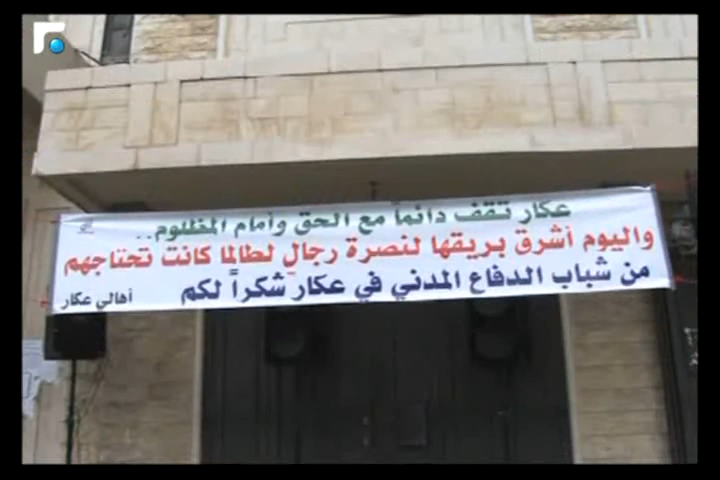 عكار تقف دائماً مع الحق وأمام المظلوم..
واليوم أشرق بريقها لنصرة رجالٍ لطالما كانت تحتاجهم
من شباب الدفاع المدني في عكار شكراً لكم
أهالي عكار